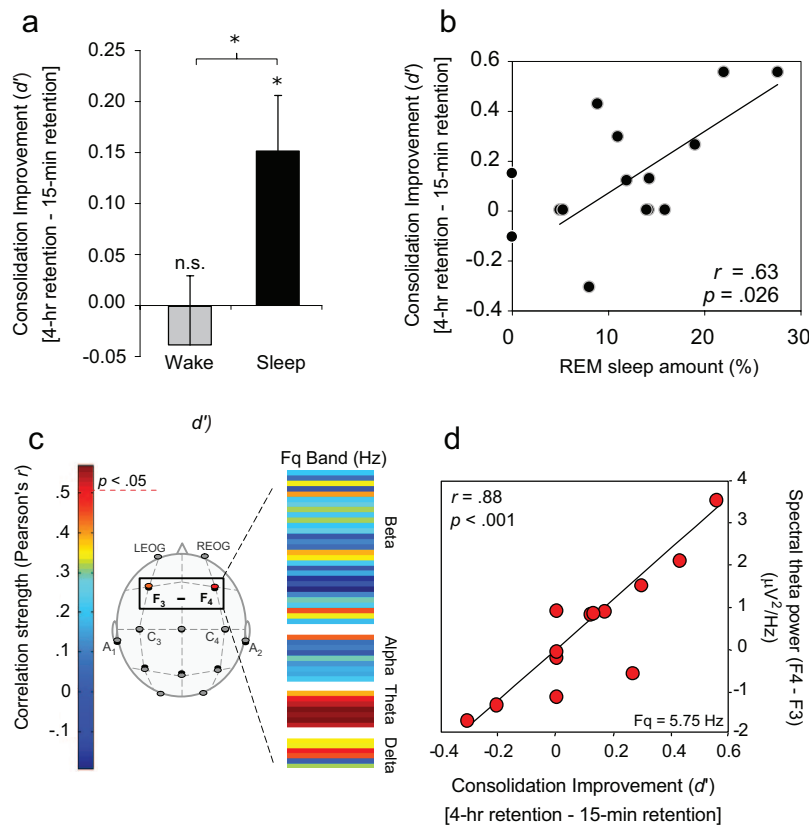 a
Consolidation Improvement (d')
[4-hr retention - 15-min retention]
0.25
0.20
0.15
0.10
0.05
0.00
-0.05
*
*
n.s.
Wake
Sleep
b
Consolidation Improvement (d')
[4-hr retention - 15-min retention]
0.6
0.4
0.2
0
-0.2
-0.4
r = .63
p = .026
0
10
20
30
REM sleep amount (%)
d')
c
Correlation strength (Pearson's r)
.5
.4
.3
.2
.1
0
-.1
p < .05
LEOG
REOG
F3 – F4
C3
C4
A1
A2
Fq Band (Hz)
Beta
Alpha
Theta
Delta
d
r = .88
p < .001
Fq = 5.75 Hz
4
3
2
1
0
-1
-2
Spectral theta power (F4 - F3)
(µV²/Hz)
-0.4
-0.2
0
0.2
0.4
0.6
Consolidation Improvement (d')
[4-hr retention - 15-min retention]